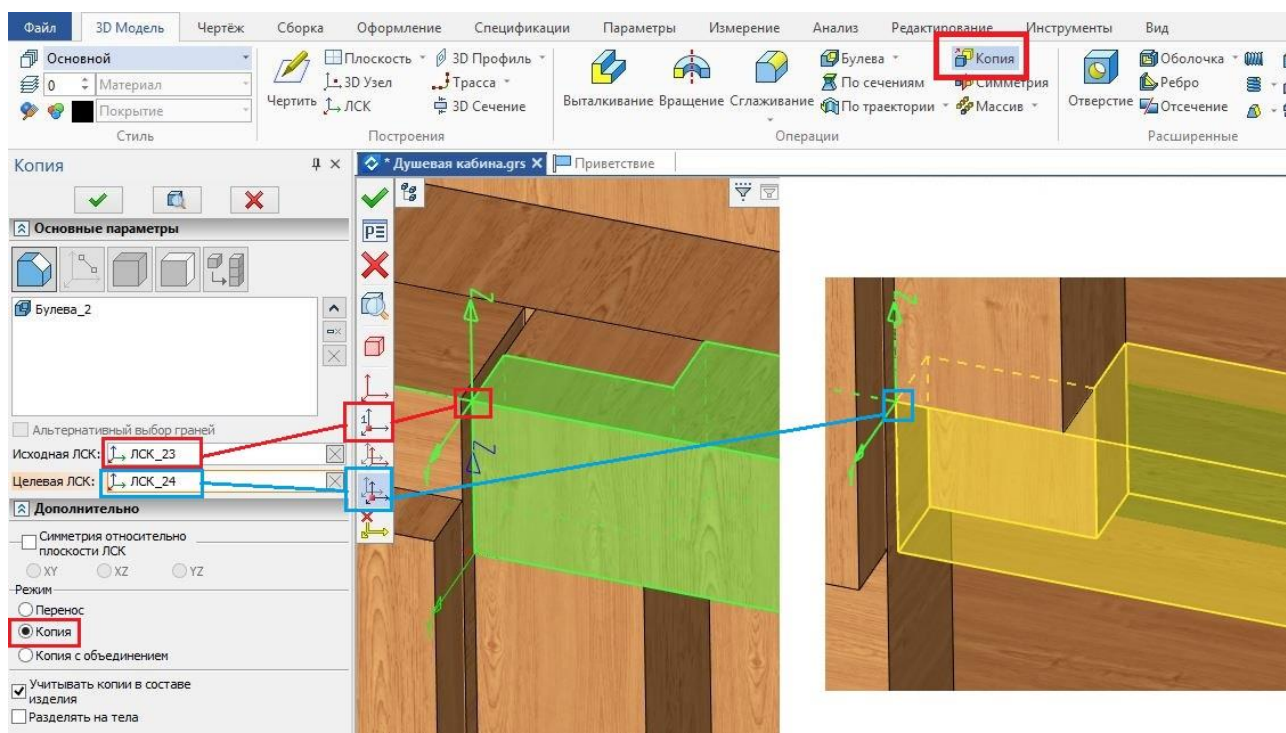 Файл 3D Модель Чертёж Сборка Оформление Спецификации Параметры Измерение Анализ Редактирование Инструменты Вид
Основной
0 Материал
Покрытие
Стиль
Чертить
Плоскость
3D Узел
ЛСК
3D Профиль
Трасса
3D Сечение
Построения
Выталкивание Вращение Сглаживание
Булева
По сечениям
По траектории
Копия
Симметрия
Массив
Операции
Отверстие
Оболочка
Ребро
Отсечение
Расширенные
Копия
* Душевая кабина.grs X Приветствие
Основные параметры
Булева_2
Альтернативный выбор граней
Исходная ЛСК: ЛСК_23
Целевая ЛСК: ЛСК_24
Дополнительно
Симметрия относительно
плоскости ЛСК
XY XZ YZ
Режим
Перенос
Копия
Копия с объединением
Учитывать копии в составе
изделия
Разделять на тела
Z
Z
Z